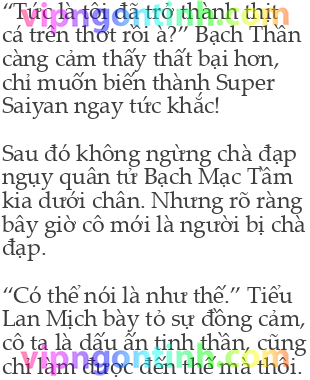 “Tức là tôi đã trở thành thịt
cá trên thớt rồi à?” Bạch Thần
càng cảm thấy thất bại hơn,
chỉ muốn biến thành Super
Saiyan ngay tức khắc!
Sau đó không ngừng chà đạp
ngụy quân tử Bạch Mạc Tầm
kia dưới chân. Nhưng rõ ràng
bây giờ cô mới là người bị chà
đạp.
“Có thể nói là như thế.” Tiểu
Lan Mịch bày tỏ sự đồng cảm,
cô ta là dấu ấn tinh thần, cũng
chỉ làm được đến thế mà thôi.
vipngontinh.com
vipngontinh.com